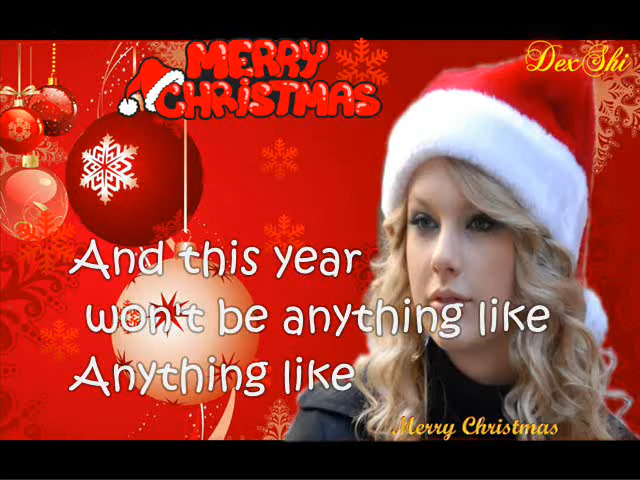 DexShi
MERRY
CHRISTMAS
And this year
won't be anything like
Anything like
Merry Christmas